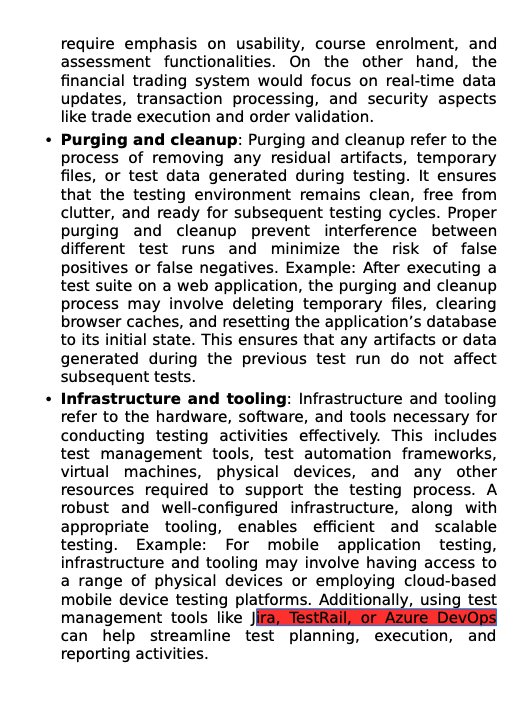 require emphasis on usability, course enrolment, and
assessment functionalities. On the other hand, the
financial trading system would focus on real-time data
updates, transaction processing, and security aspects
like trade execution and order validation.
• Purging and cleanup: Purging and cleanup refer to the
process of removing any residual artifacts, temporary
files, or test data generated during testing. It ensures
that the testing environment remains clean, free from
clutter, and ready for subsequent testing cycles. Proper
purging and cleanup prevent interference between
different test runs and minimize the risk of false
positives or false negatives. Example: After executing a
test suite on a web application, the purging and cleanup
process may involve deleting temporary files, clearing
browser caches, and resetting the application’s database
to its initial state. This ensures that any artifacts or data
generated during the previous test run do not affect
subsequent tests.
• Infrastructure and tooling: Infrastructure and tooling
refer to the hardware, software, and tools necessary for
conducting testing activities effectively. This includes
test management tools, test automation frameworks,
virtual machines, physical devices, and any other
resources required to support the testing process. A
robust and well-configured infrastructure, along with
appropriate tooling, enables efficient and scalable
testing. Example: For mobile application testing,
infrastructure and tooling may involve having access to
a range of physical devices or employing cloud-based
mobile device testing platforms. Additionally, using test
management tools like Jira, TestRail, or Azure DevOps
can help streamline test planning, execution, and
reporting activities.